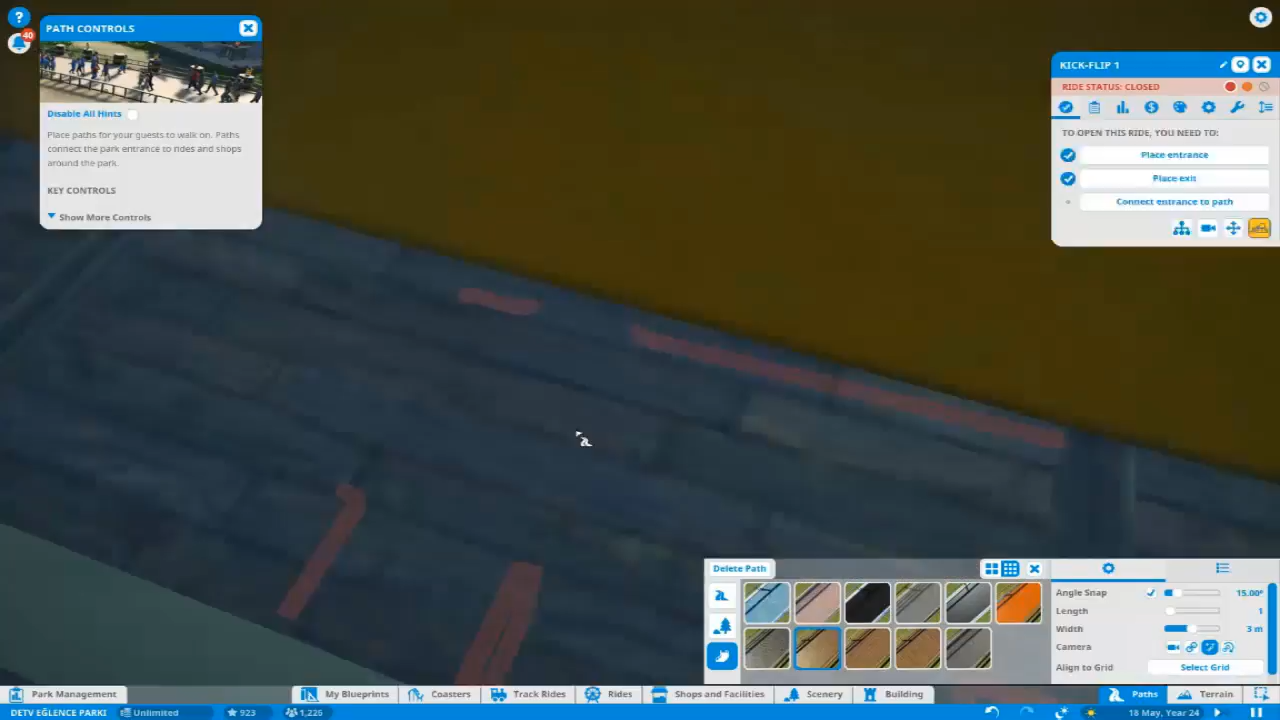 ?
40
PATH CONTROLS
Disable All Hints
Place paths for your guests to walk on. Paths
connect the park entrance to rides and shops
around the park.
KEY CONTROLS
Show More Controls
KICK-FLIP 1
RIDE STATUS: CLOSED
TO OPEN THIS RIDE, YOU NEED TO:
Place entrance
Place exit
Connect entrance to path
Delete Path
Angle Snap 15.00°
Length 1
Width 3 m
Camera
Align to Grid Select Grid
Park Management My Blueprints Coasters Track Rides Rides Shops and Facilities Scenery Building Paths Terrain
DETV EĞLENCE PARKI Unlimited 923 1,226 18 May, Year 24